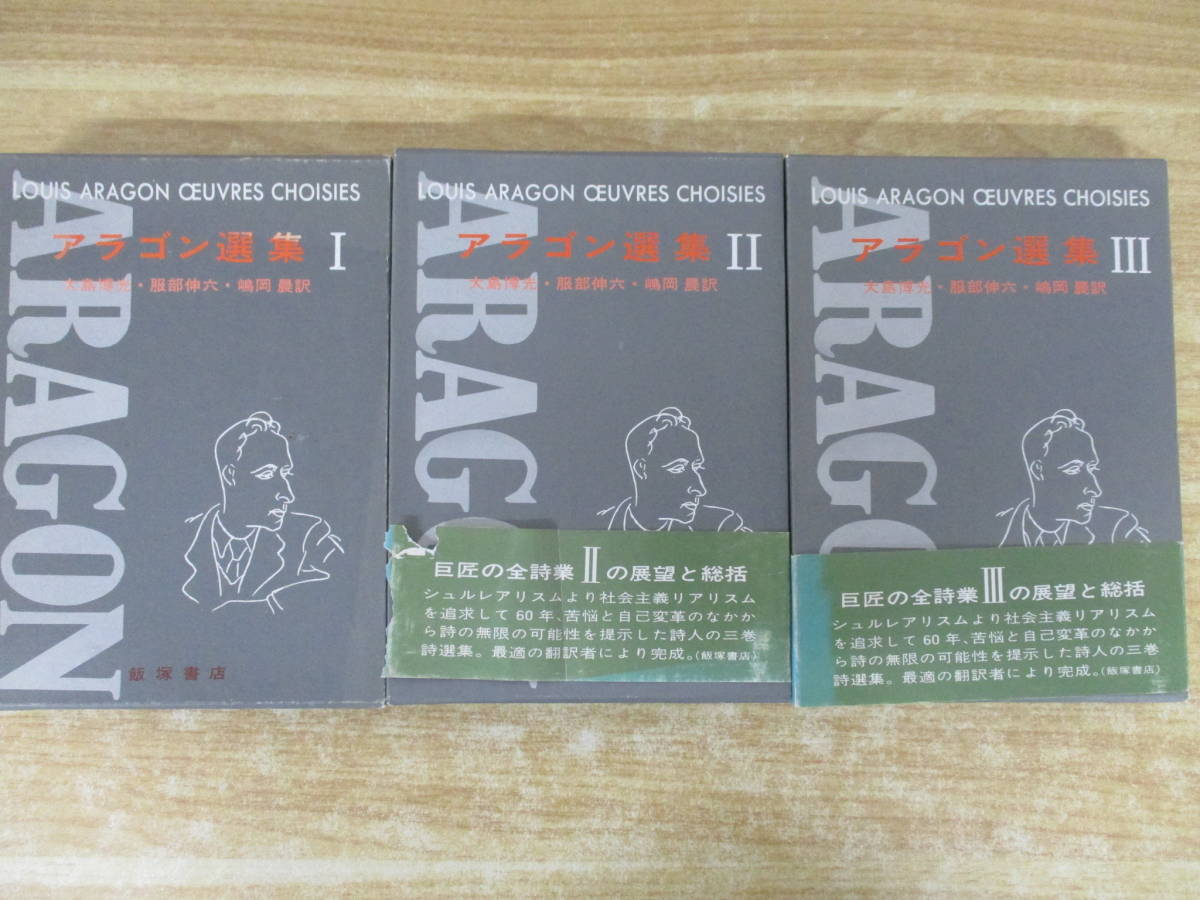 LOUIS ARAGON ŒUVRES CHOISIES
アラゴン選集 I
大島博光・服部伸六・嶋岡晨訳
ARAGON
飯塚書店
LOUIS ARAGON ŒUVRES CHOISIES
アラゴン選集 II
大島博光・服部伸六・嶋岡晨訳
ARAGO
巨匠の全詩業IIの展望と総括
シュルレアリスムより社会主義リアリスム
を追求して60年、苦悩と自己変革のなかか
ら詩の無限の可能性を提示した詩人の三巻
詩選集。最適の翻訳者により完成。(飯塚書店)
LOUIS ARAGON ŒUVRES CHOISIES
アラゴン選集 III
大島博光・服部伸六・嶋岡晨訳
ARAGO
巨匠の全詩業IIIの展望と総括
シュルレアリスムより社会主義リアリスム
を追求して60年、苦悩と自己変革のなかか
ら詩の無限の可能性を提示した詩人の三巻
詩選集。最適の翻訳者により完成。(飯塚書店)